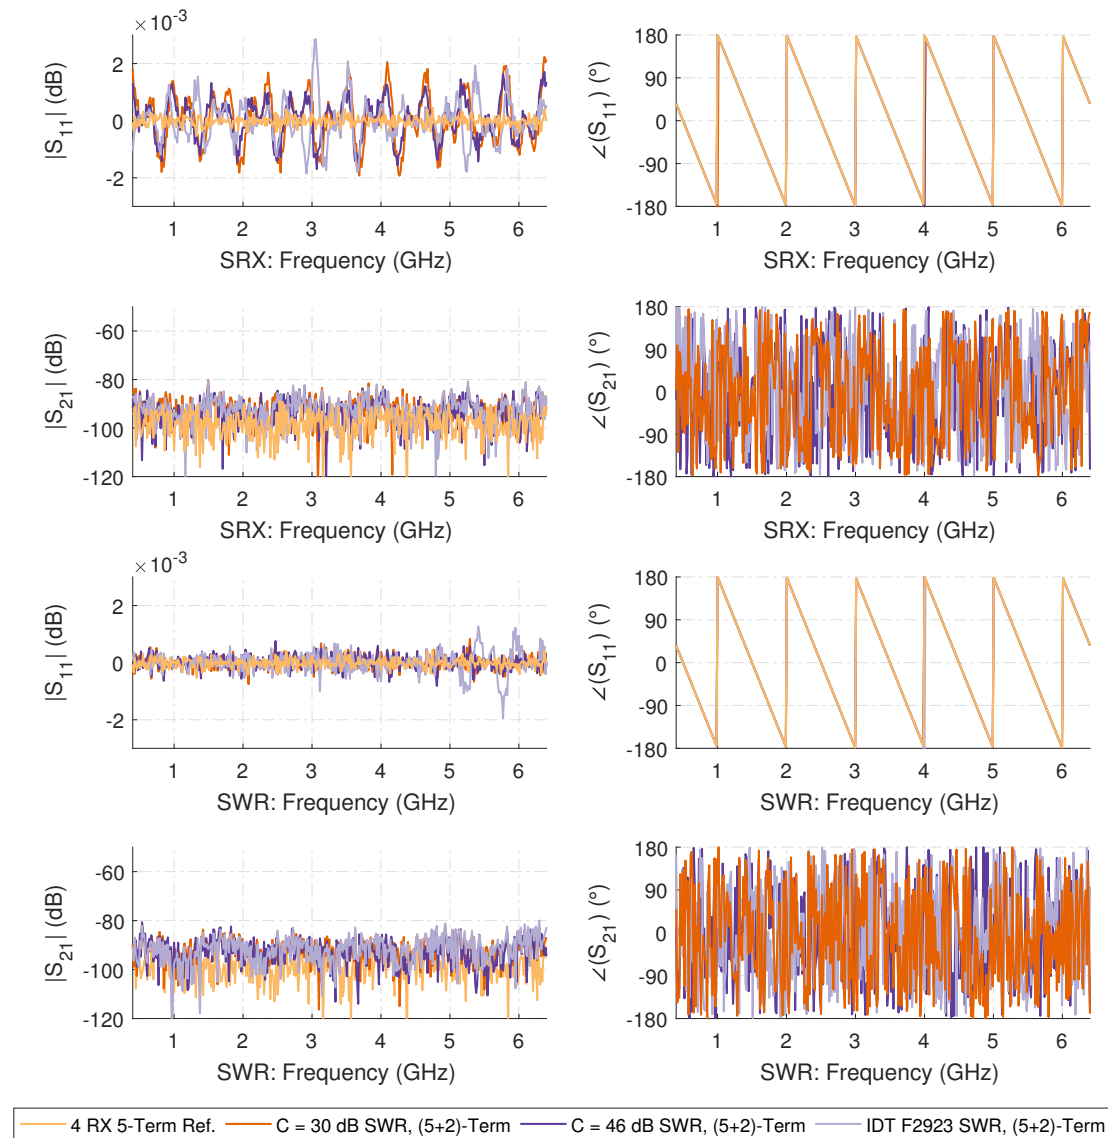 × 10-3
|S11| (dB)
2
0
-2
1 2 3 4 5 6
SRX: Frequency (GHz)
∠(S11) (°)
180
90
0
-90
-180
1 2 3 4 5 6
SRX: Frequency (GHz)
|S21| (dB)
-60
-80
-100
-120
1 2 3 4 5 6
SRX: Frequency (GHz)
∠(S21) (°)
180
90
0
-90
-180
1 2 3 4 5 6
SRX: Frequency (GHz)
× 10-3
|S11| (dB)
2
0
-2
1 2 3 4 5 6
SWR: Frequency (GHz)
∠(S11) (°)
180
90
0
-90
-180
1 2 3 4 5 6
SWR: Frequency (GHz)
|S21| (dB)
-60
-80
-100
-120
1 2 3 4 5 6
SWR: Frequency (GHz)
∠(S21) (°)
180
90
0
-90
-180
1 2 3 4 5 6
SWR: Frequency (GHz)
4 RX 5-Term Ref. C = 30 dB SWR, (5+2)-Term C = 46 dB SWR, (5+2)-Term IDT F2923 SWR, (5+2)-Term